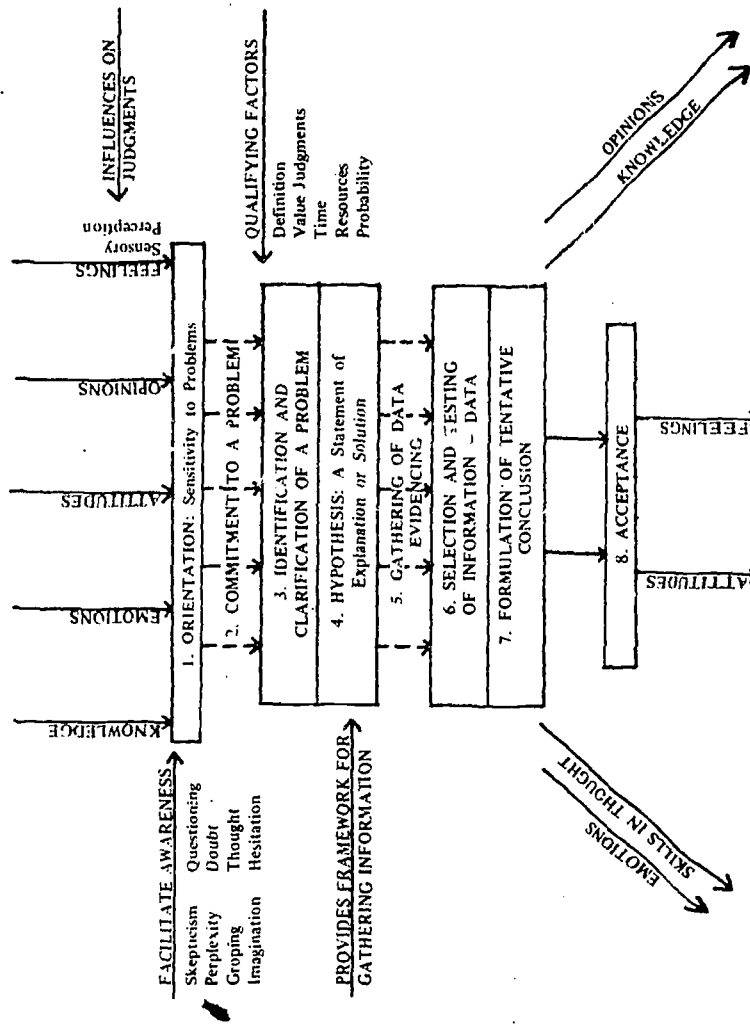 INFLUENCES ON
JUDGMENTS
KNOWLEDGE
EMOTIONS
ATTITUDES
OPINIONS
FEELINGS
Sensory
Perception
FACILITATE AWARENESS
Skepticism Questioning
Perplexity Doubt
Groping Thought
Imagination Hesitation
1. ORIENTATION: Sensitivity to Problems
2. COMMITMENT TO A PROBLEM
QUALIFYING FACTORS
Definition
Value Judgments
Time
Resources
Probability
3. IDENTIFICATION AND
CLARIFICATION OF A PROBLEM
4. HYPOTHESIS: A Statement of
Explanation or Solution
PROVIDES FRAMEWORK FOR
GATHERING INFORMATION
5. GATHERING OF DATA
EVIDENCING
6. SELECTION AND TESTING
OF INFORMATION – DATA
7. FORMULATION OF TENTATIVE
CONCLUSION
EMOTIONS
SKILLS IN THOUGHT
8. ACCEPTANCE
KNOWLEDGE
OPINIONS
ATTITUDES
FEELINGS